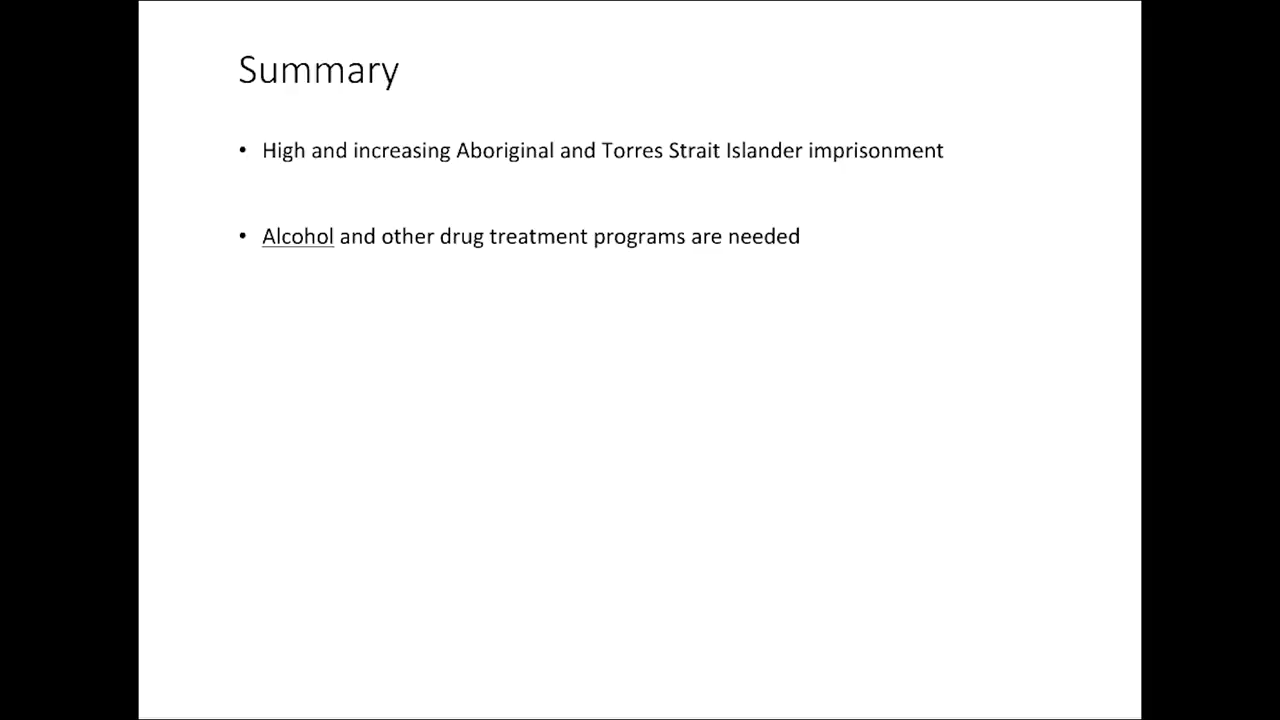 Summary
• High and increasing Aboriginal and Torres Strait Islander imprisonment
• Alcohol and other drug treatment programs are needed